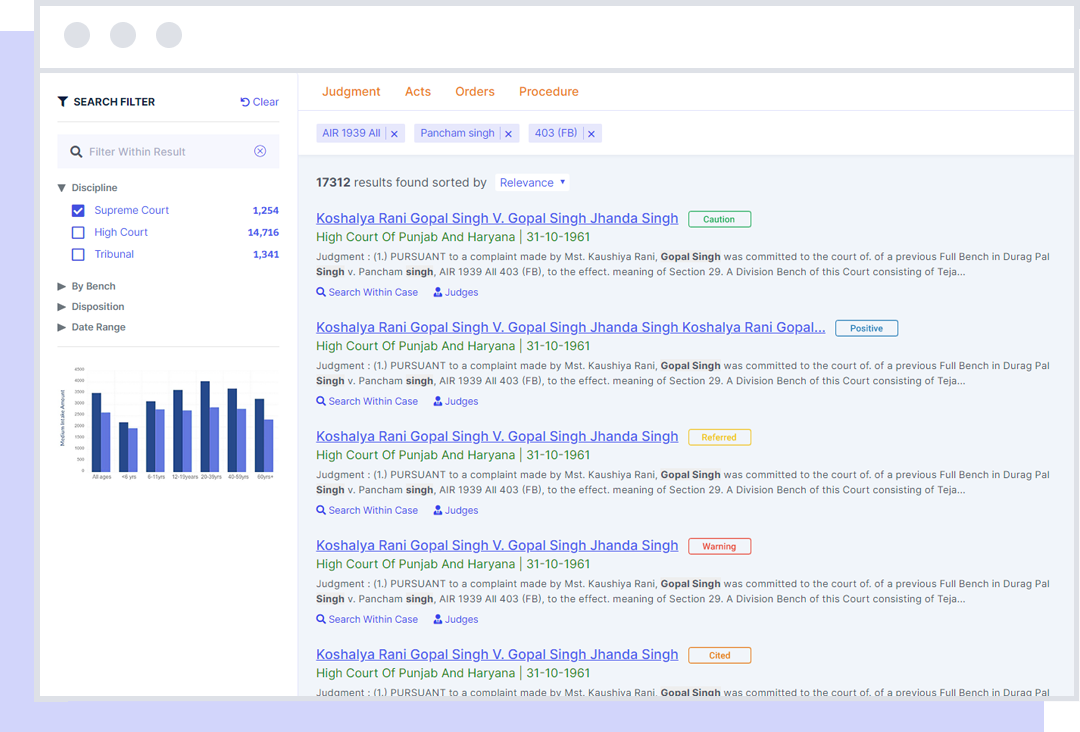 SEARCH FILTER
Clear
Filter Within Result
Discipline
Supreme Court 1,254
High Court 14,716
Tribunal 1,341
By Bench
Disposition
Date Range
Medium Intake Amount
4500
4000
3500
3000
2500
2000
1500
1000
500
0
All ages <6 yrs 6-11yrs 12-19years 20-39yrs 40-59yrs 60yrs+
Judgment Acts Orders Procedure
AIR 1939 All × Pancham singh × 403 (FB) ×
17312 results found sorted by Relevance
Koshalya Rani Gopal Singh V. Gopal Singh Jhanda Singh Caution
High Court Of Punjab And Haryana | 31-10-1961
Judgment : (1.) PURSUANT to a complaint made by Mst. Kaushiya Rani, Gopal Singh was committed to the court of. of a previous Full Bench in Durag Pal
Singh v. Pancham singh, AIR 1939 All 403 (FB), to the effect. meaning of Section 29. A Division Bench of this Court consisting of Teja...
Search Within Case Judges
Koshalya Rani Gopal Singh V. Gopal Singh Jhanda Singh Koshalya Rani Gopal... Positive
High Court Of Punjab And Haryana | 31-10-1961
Judgment : (1.) PURSUANT to a complaint made by Mst. Kaushiya Rani, Gopal Singh was committed to the court of. of a previous Full Bench in Durag Pal
Singh v. Pancham singh, AIR 1939 All 403 (FB), to the effect. meaning of Section 29. A Division Bench of this Court consisting of Teja...
Search Within Case Judges
Koshalya Rani Gopal Singh V. Gopal Singh Jhanda Singh Referred
High Court Of Punjab And Haryana | 31-10-1961
Judgment : (1.) PURSUANT to a complaint made by Mst. Kaushiya Rani, Gopal Singh was committed to the court of. of a previous Full Bench in Durag Pal
Singh v. Pancham singh, AIR 1939 All 403 (FB), to the effect. meaning of Section 29. A Division Bench of this Court consisting of Teja...
Search Within Case Judges
Koshalya Rani Gopal Singh V. Gopal Singh Jhanda Singh Warning
High Court Of Punjab And Haryana | 31-10-1961
Judgment : (1.) PURSUANT to a complaint made by Mst. Kaushiya Rani, Gopal Singh was committed to the court of. of a previous Full Bench in Durag Pal
Singh v. Pancham singh, AIR 1939 All 403 (FB), to the effect. meaning of Section 29. A Division Bench of this Court consisting of Teja...
Search Within Case Judges
Koshalya Rani Gopal Singh V. Gopal Singh Jhanda Singh Cited
High Court Of Punjab And Haryana | 31-10-1961
Judgment : (1.) PURSUANT to a complaint made by Mst. Kaushiya Rani, Gopal Singh was committed to the court of. of a previous Full Bench in Durag Pal